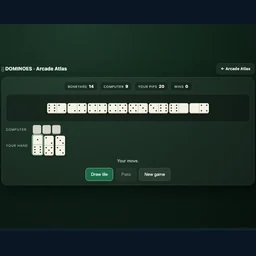 DOMINOES · Arcade Atlas
← Arcade Atlas
BONEYARD 14
COMPUTER 9
YOUR PIPS 20
WINS 0
COMPUTER
YOUR HAND
Your move.
Draw tile
Pass
New game